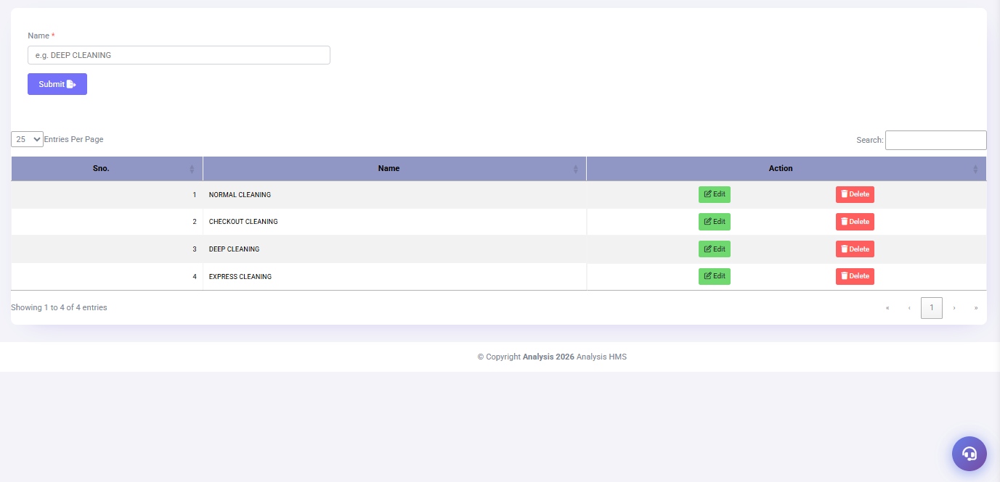 Name *
e.g. DEEP CLEANING
Submit
25 Entries Per Page
Search:
Sno. Name Action
1 NORMAL CLEANING Edit Delete
2 CHECKOUT CLEANING Edit Delete
3 DEEP CLEANING Edit Delete
4 EXPRESS CLEANING Edit Delete
Showing 1 to 4 of 4 entries
« ‹ 1 › »
© Copyright Analysis 2026 Analysis HMS